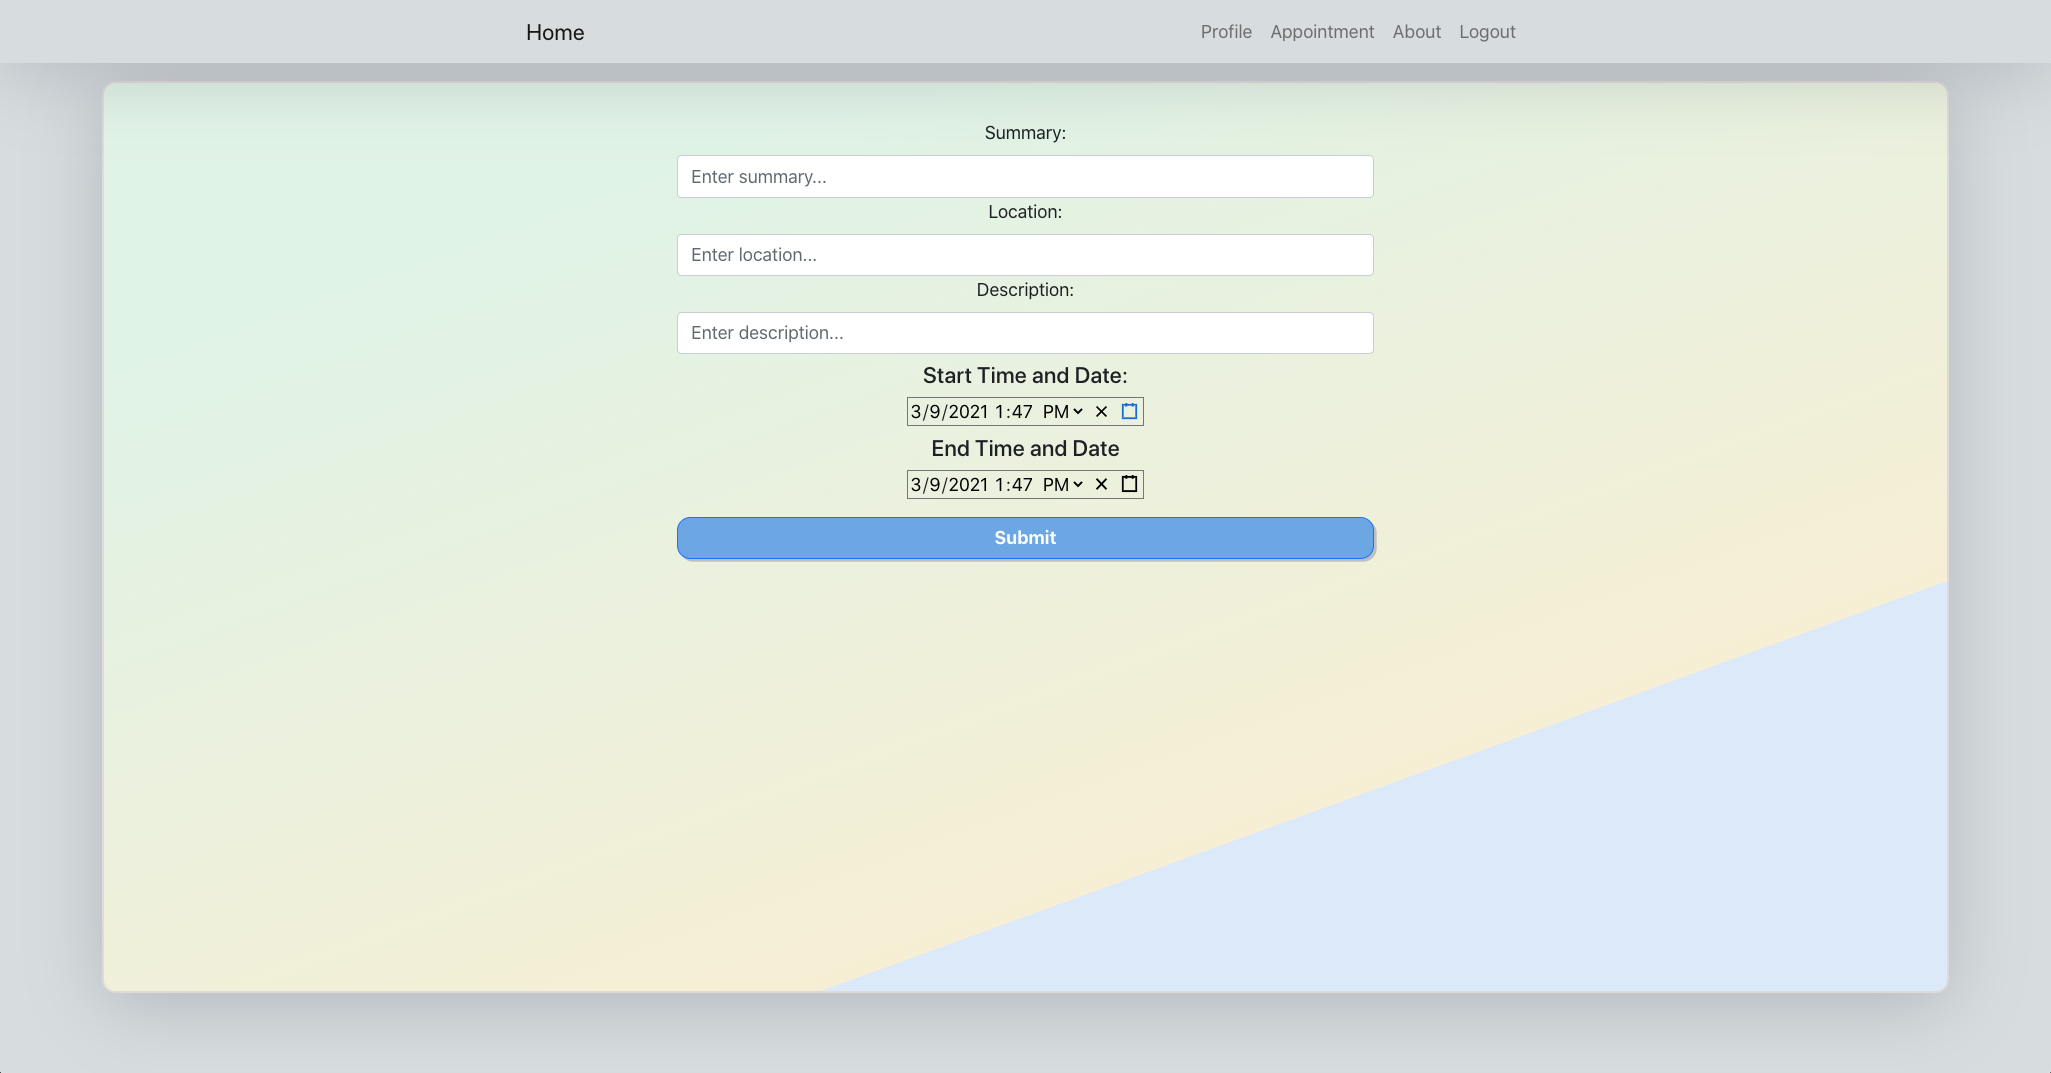 Home Profile Appointment About Logout
Summary:
Enter summary...
Location:
Enter location...
Description:
Enter description...
Start Time and Date:
3/9/2021 1:47 PM
End Time and Date
3/9/2021 1:47 PM
Submit